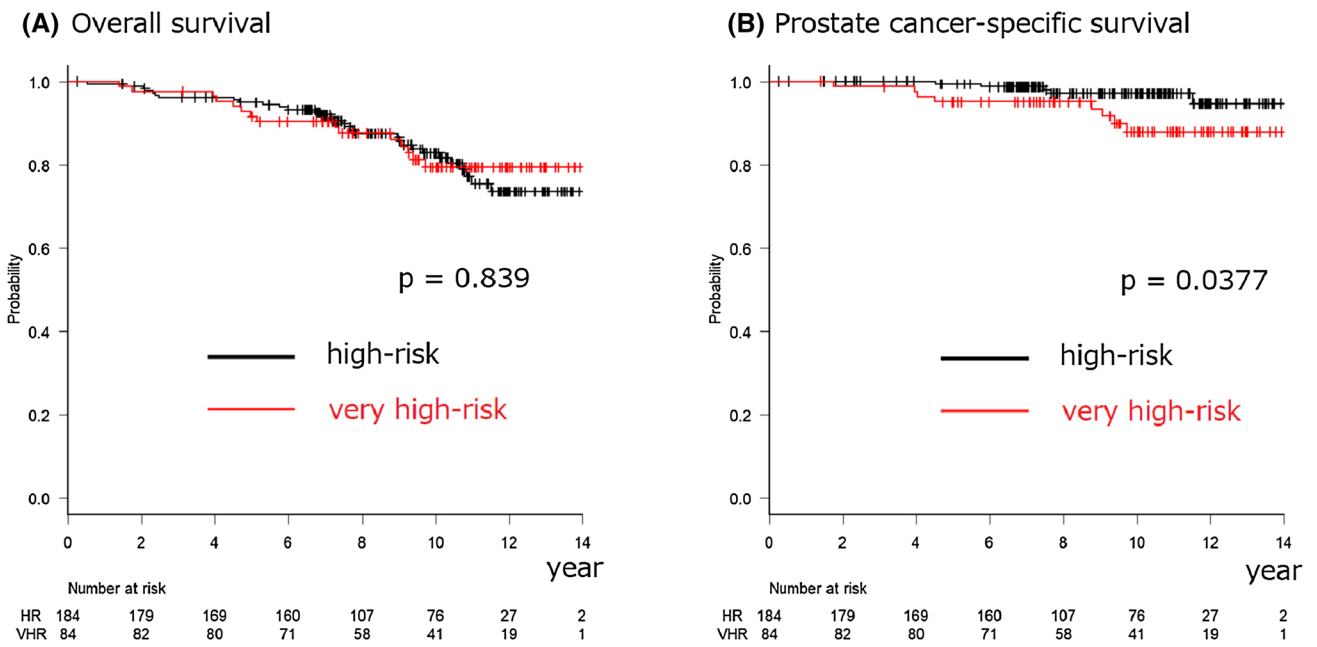 (A) Overall survival
1.0
0.8
0.6
0.4
0.2
0.0
Probability
p = 0.839
high-risk
very high-risk
0 2 4 6 8 10 12 14
year
Number at risk
HR 184 179 169 160 107 76 27 2
VHR 84 82 80 71 58 41 19 1
(B) Prostate cancer-specific survival
1.0
0.8
0.6
0.4
0.2
0.0
Probability
p = 0.0377
high-risk
very high-risk
0 2 4 6 8 10 12 14
year
Number at risk
HR 184 179 169 160 107 76 27 2
VHR 84 82 80 71 58 41 19 1